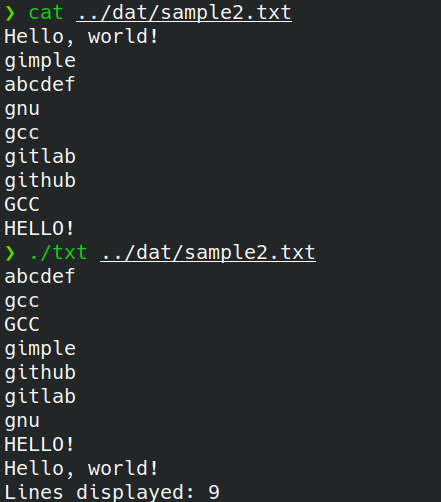 ❯ cat ../dat/sample2.txt
Hello, world!
gimple
abcdef
gnu
gcc
gitlab
github
GCC
HELLO!
❯ ./txt ../dat/sample2.txt
abcdef
gcc
GCC
gimple
github
gitlab
gnu
HELLO!
Hello, world!
Lines displayed: 9